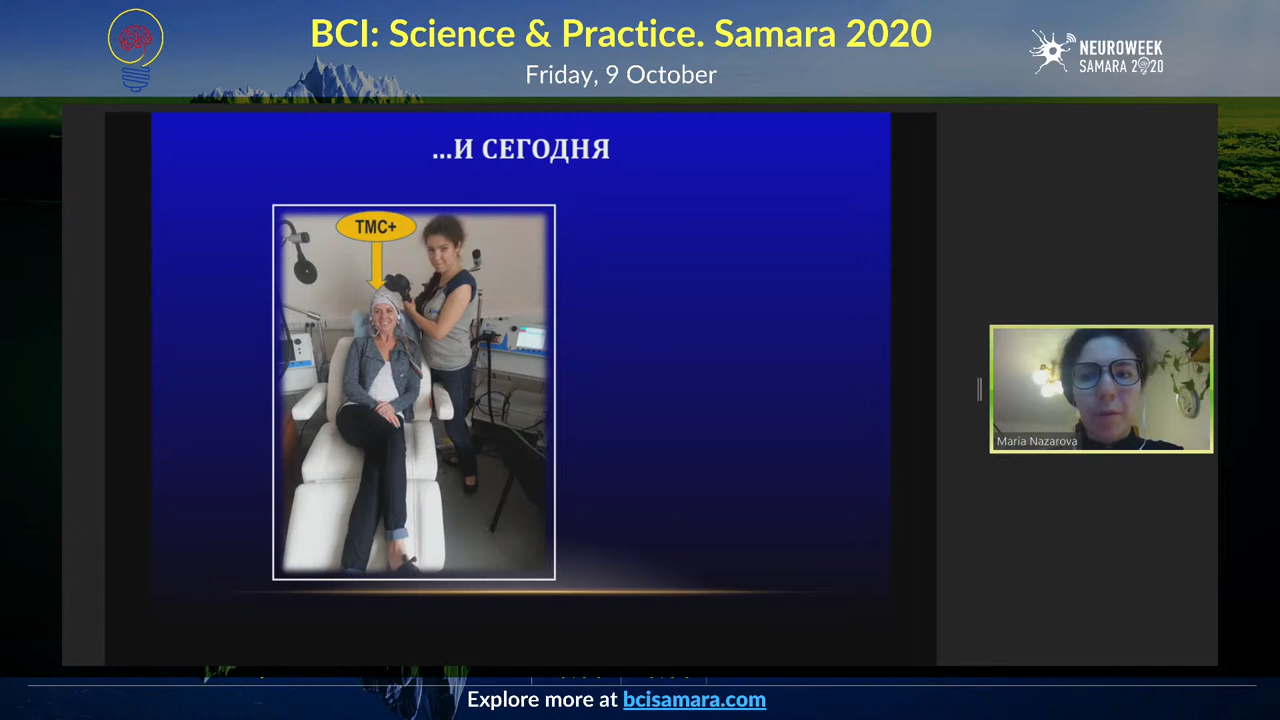 BCI: Science & Practice. Samara 2020
Friday, 9 October
NEUROWEEK
SAMARA 2020
...И СЕГОДНЯ
ТМС+
Maria Nazarova
Explore more at bcisamara.com